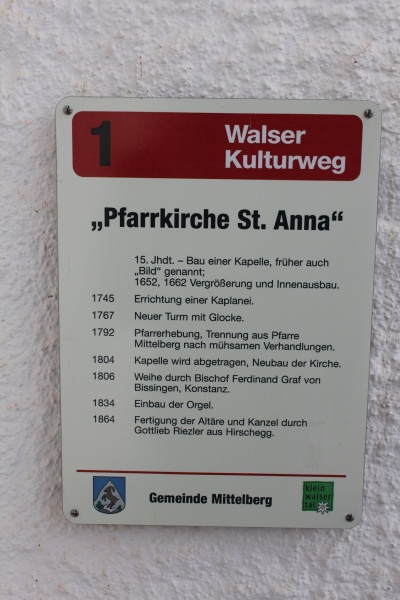 1
Walser
Kulturweg
„Pfarrkirche St. Anna“
15. Jhdt. – Bau einer Kapelle, früher auch
„Bild“ genannt;
1652, 1662 Vergrößerung und Innenausbau.
1745 Errichtung einer Kaplanei.
1767 Neuer Turm mit Glocke.
1792 Pfarrerhebung, Trennung aus Pfarre
Mittelberg nach mühsamen Verhandlungen.
1804 Kapelle wird abgetragen, Neubau der Kirche.
1806 Weihe durch Bischof Ferdinand Graf von
Bissingen, Konstanz.
1834 Einbau der Orgel.
1864 Fertigung der Altäre und Kanzel durch
Gottlieb Riezler aus Hirschegg.
Gemeinde Mittelberg
klein
walser
tal